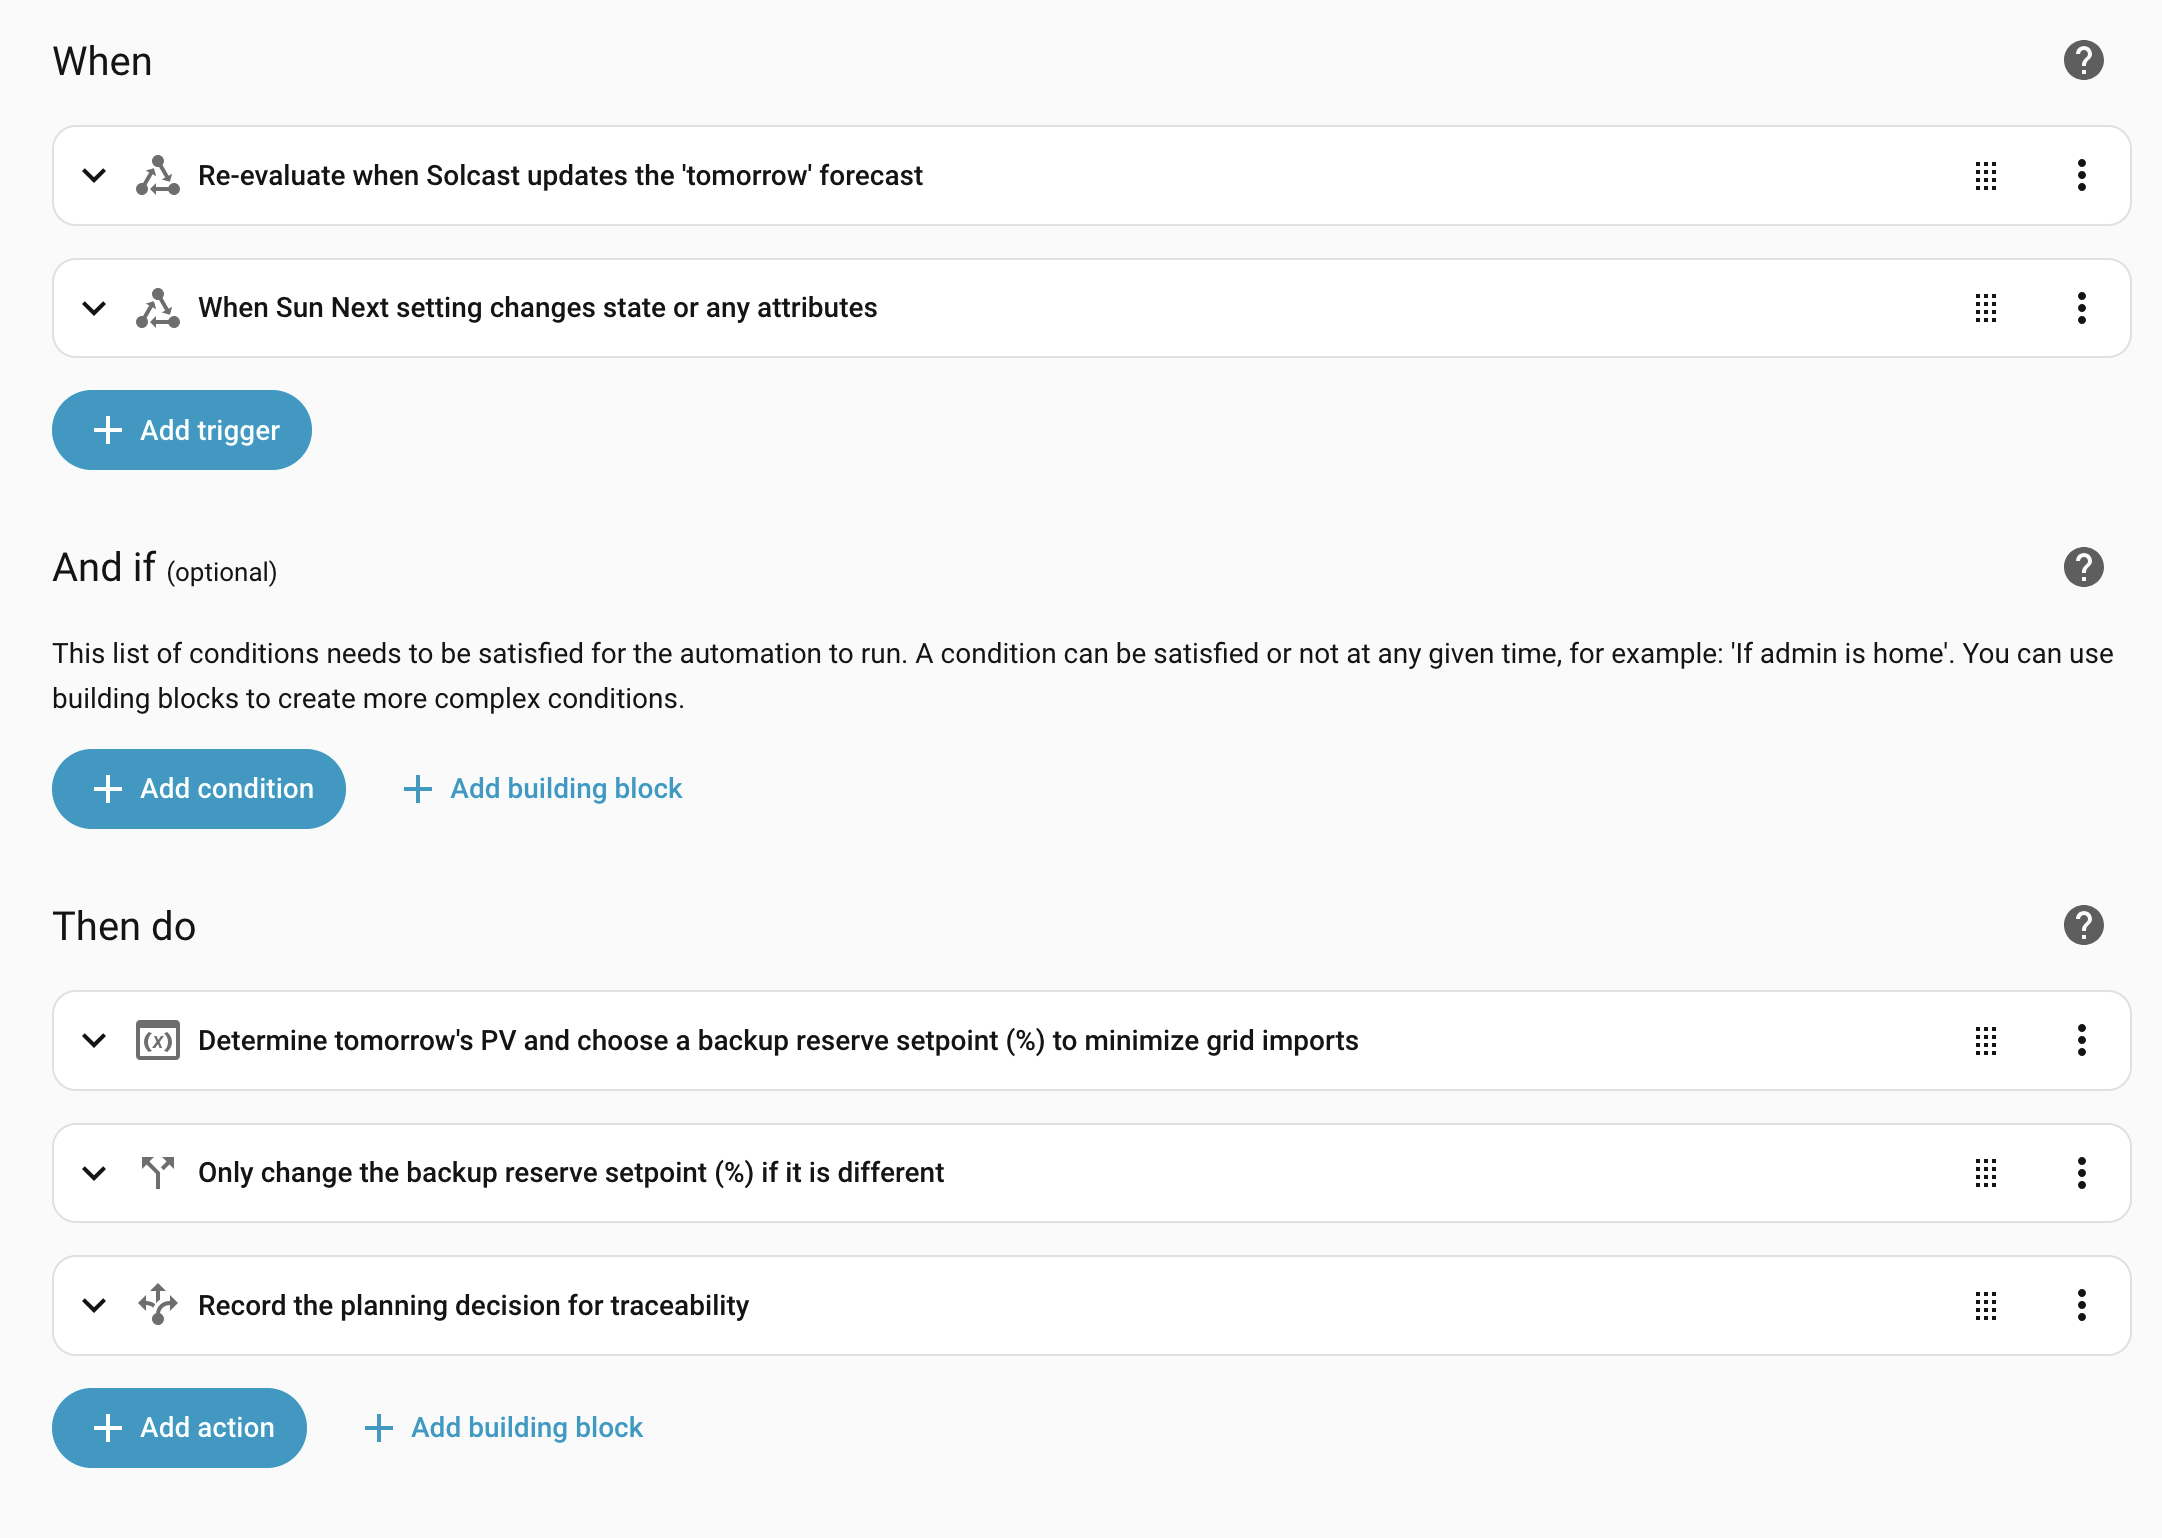 When
Re-evaluate when Solcast updates the 'tomorrow' forecast
When Sun Next setting changes state or any attributes
Add trigger
And if (optional)
This list of conditions needs to be satisfied for the automation to run. A condition can be satisfied or not at any given time, for example: 'If admin is home'. You can use
building blocks to create more complex conditions.
Add condition
Add building block
Then do
(x) Determine tomorrow's PV and choose a backup reserve setpoint (%) to minimize grid imports
Only change the backup reserve setpoint (%) if it is different
Record the planning decision for traceability
Add action
Add building block